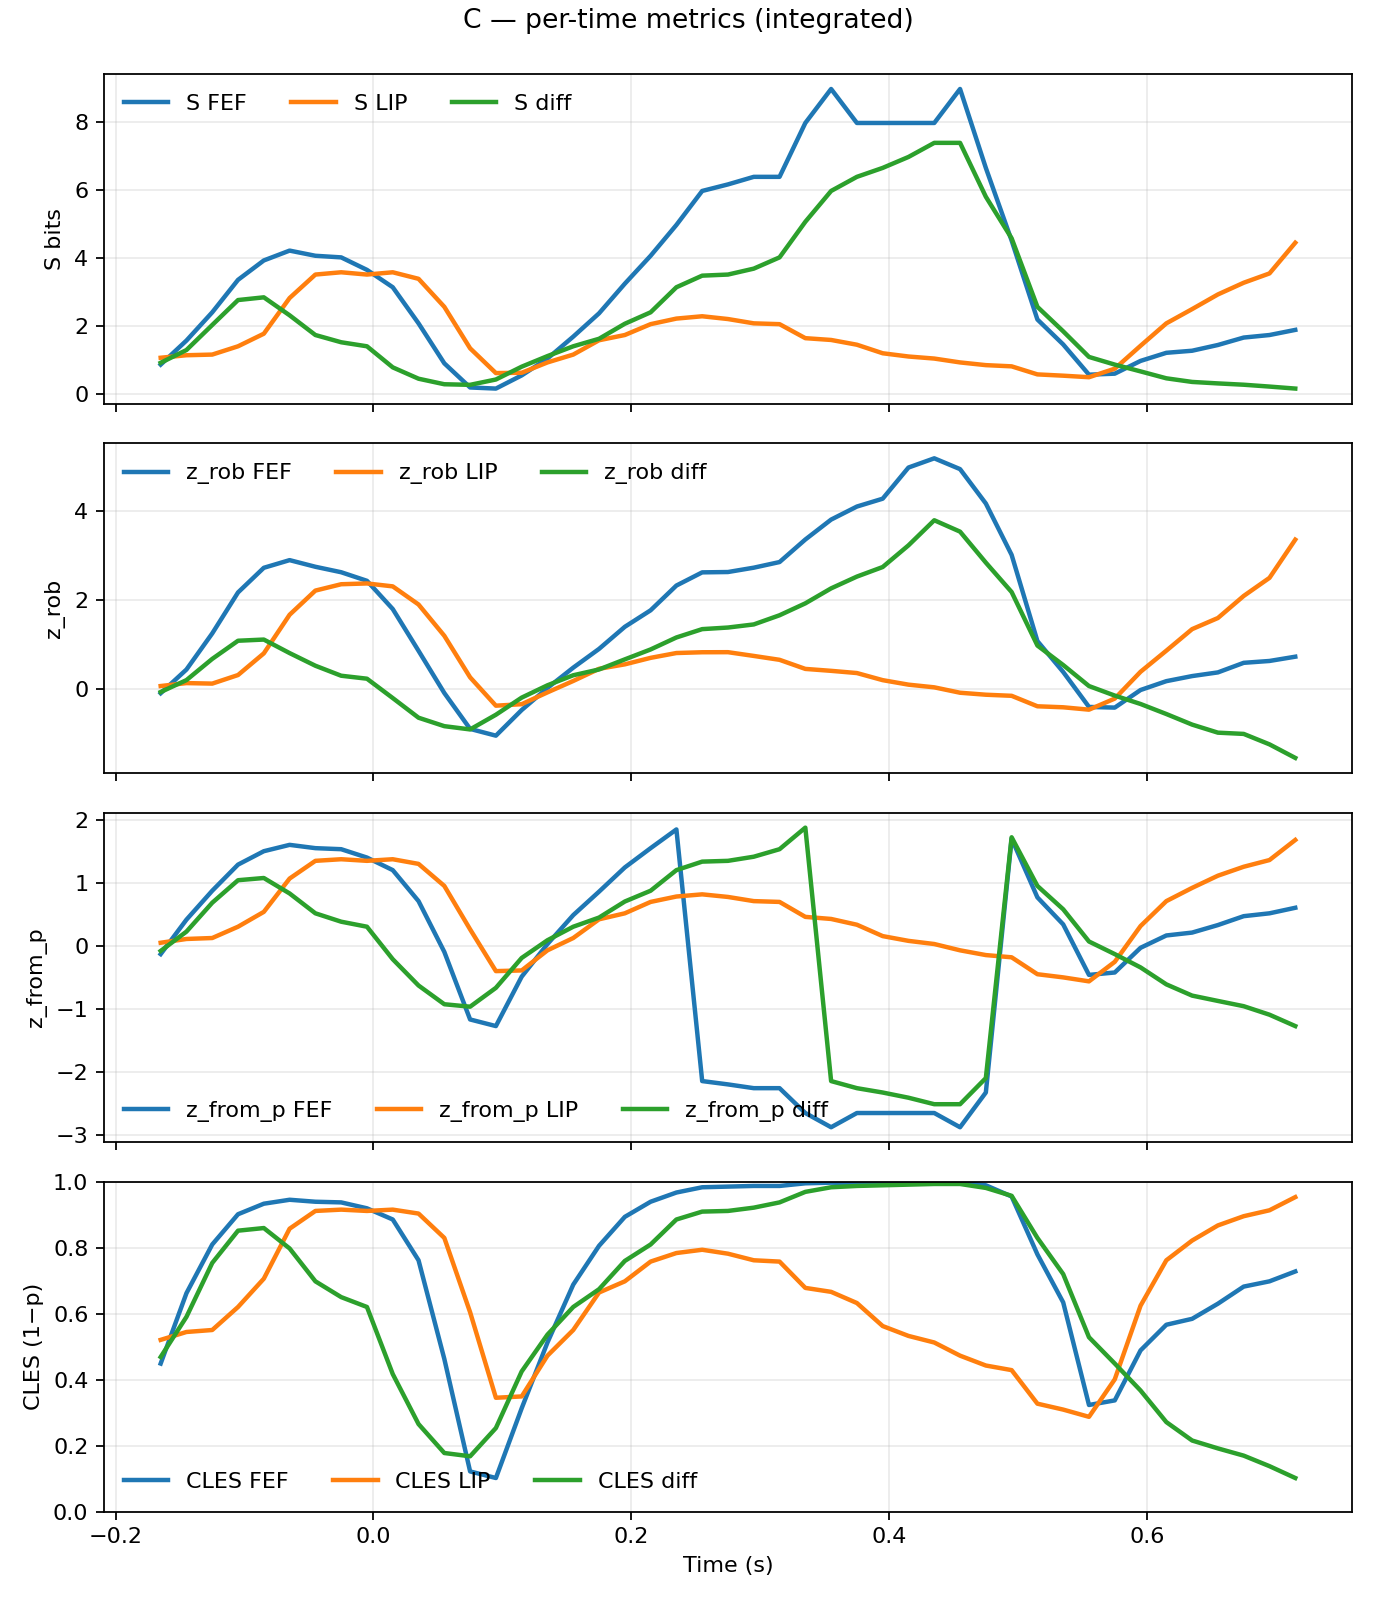 C — per-time metrics (integrated)
S FEF S LIP S diff
8
6
4
2
0
S bits
z_rob FEF z_rob LIP z_rob diff
4
2
0
z_rob
2
1
0
−1
−2
−3
z_from_p
z_from_p FEF z_from_p LIP z_from_p diff
1.0
0.8
0.6
0.4
0.2
0.0
CLES (1−p)
CLES FEF CLES LIP CLES diff
−0.2 0.0 0.2 0.4 0.6
Time (s)